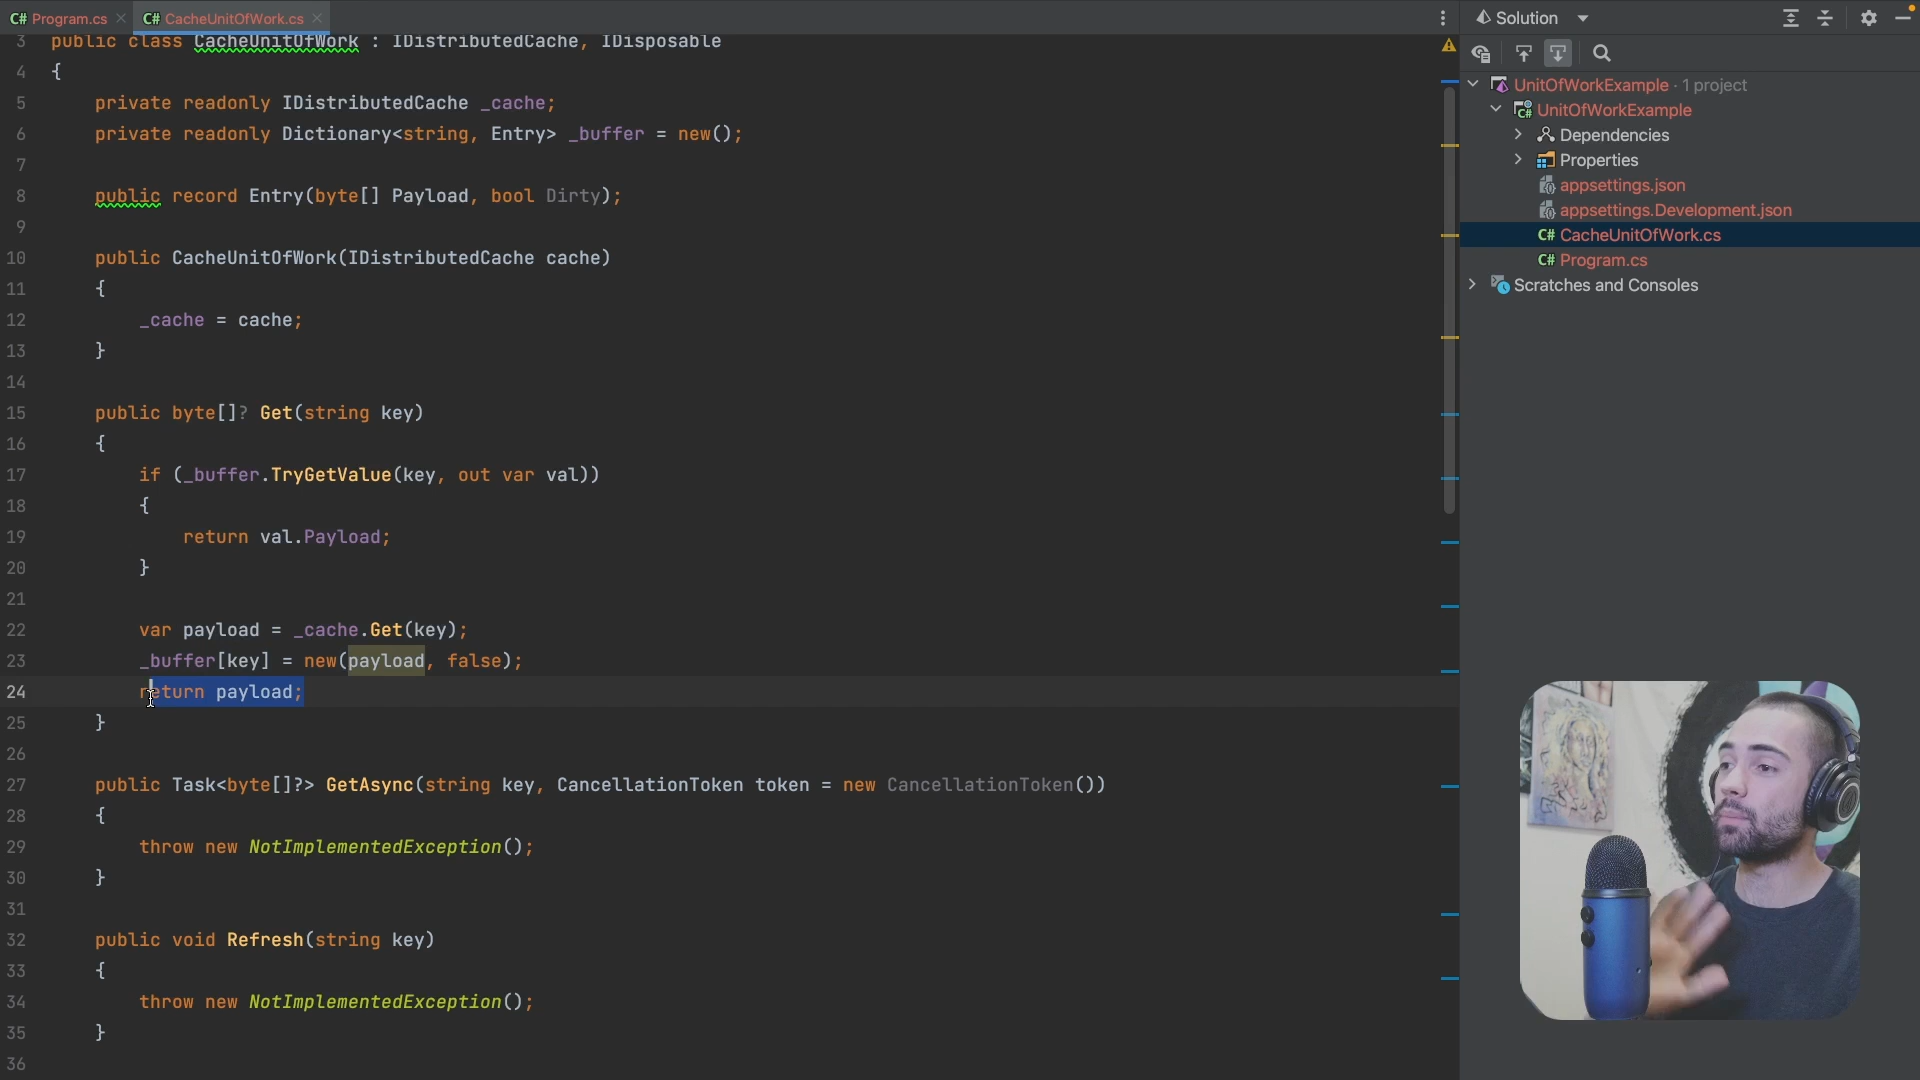 C# Program.cs
C# CacheUnitOfWork.cs
Solution
3 public class CacheUnitOfWork : IDistributedCache, IDisposable
4 {
5 private readonly IDistributedCache _cache;
6 private readonly Dictionary<string, Entry> _buffer = new();
7
8 public record Entry(byte[] Payload, bool Dirty);
9
10 public CacheUnitOfWork(IDistributedCache cache)
11 {
12 _cache = cache;
13 }
14
15 public byte[]? Get(string key)
16 {
17 if (_buffer.TryGetValue(key, out var val))
18 {
19 return val.Payload;
20 }
21
22 var payload = _cache.Get(key);
23 _buffer[key] = new(payload, false);
24 return payload;
25 }
26
27 public Task<byte[]?> GetAsync(string key, CancellationToken token = new CancellationToken())
28 {
29 throw new NotImplementedException();
30 }
31
32 public void Refresh(string key)
33 {
34 throw new NotImplementedException();
35 }
36
UnitOfWorkExample · 1 project
C# UnitOfWorkExample
Dependencies
Properties
appsettings.json
appsettings.Development.json
C# CacheUnitOfWork.cs
C# Program.cs
Scratches and Consoles